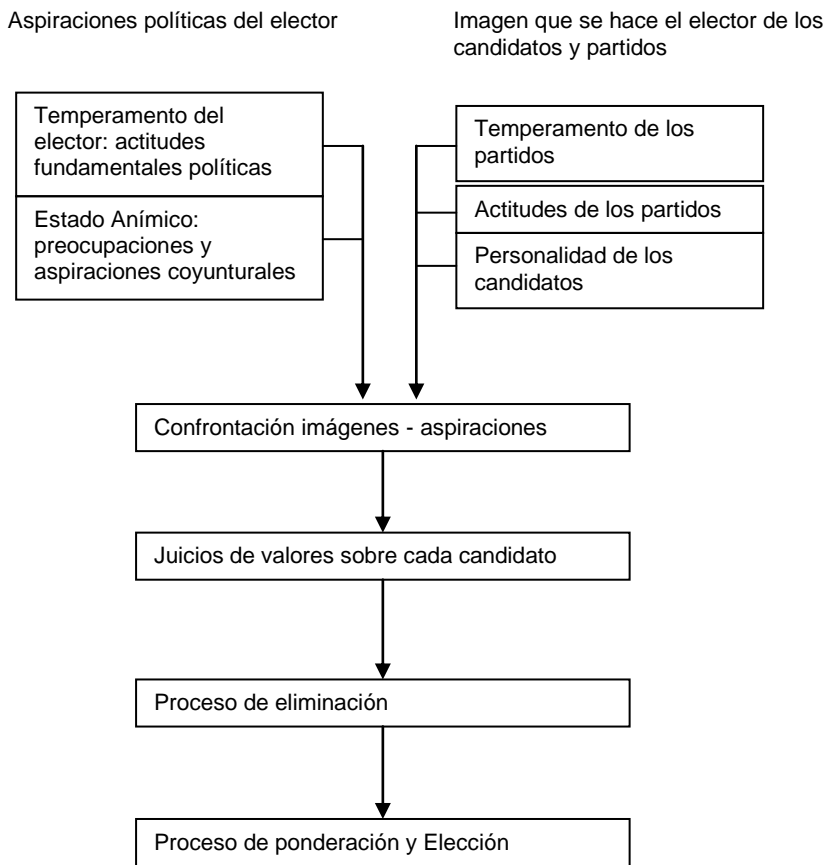 Aspiraciones políticas del elector
Imagen que se hace el elector de los
candidatos y partidos
Temperamento del
elector: actitudes
fundamentales políticas
Estado Anímico:
preocupaciones y
aspiraciones coyunturales
Temperamento de los
partidos
Actitudes de los partidos
Personalidad de los
candidatos
Confrontación imágenes - aspiraciones
Juicios de valores sobre cada candidato
Proceso de eliminación
Proceso de ponderación y Elección